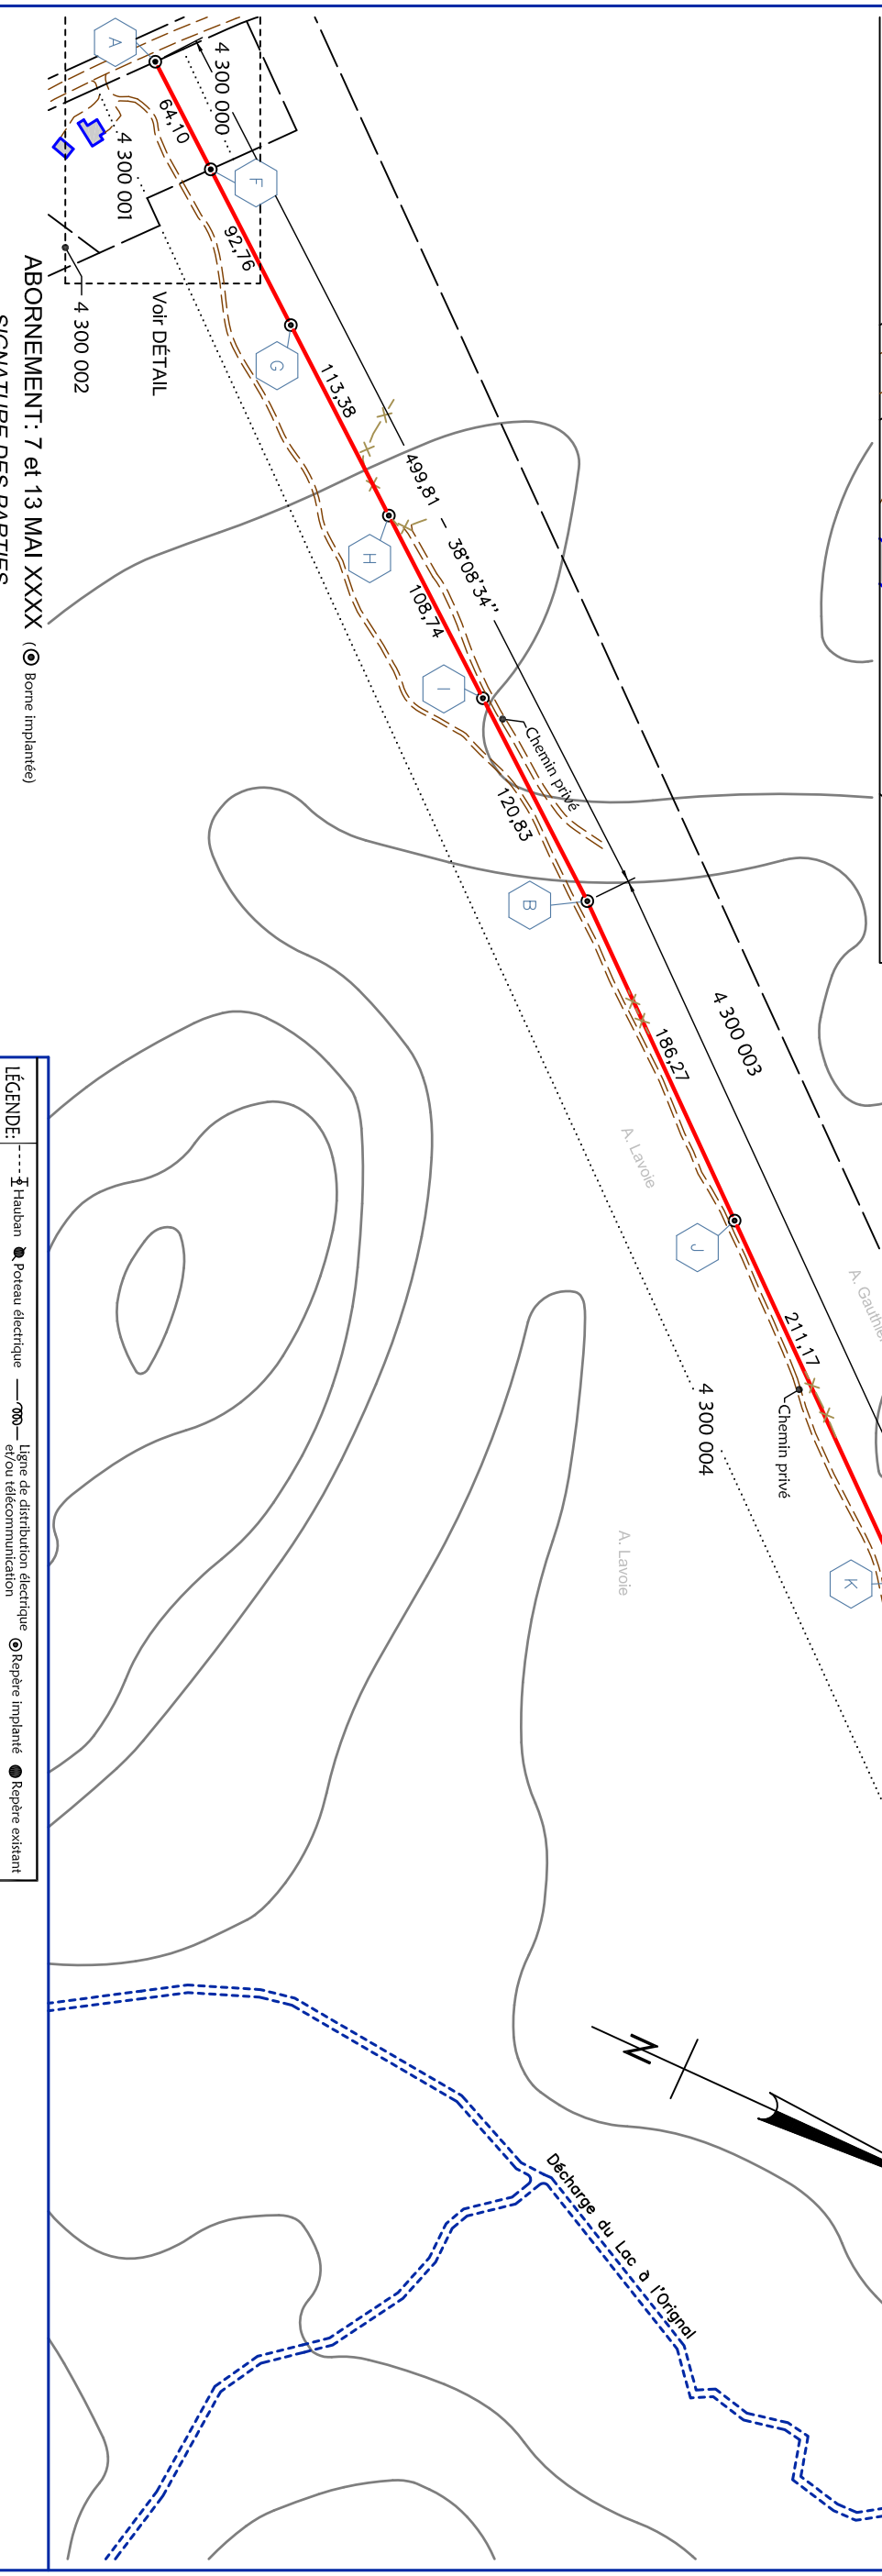 A
4 300 000
64,10
4 300 001
F
92,76
4 300 002
Voir DÉTAIL
G
113,38
499,81
38°08'34''
H
108,74
I
Chemin privé
120,83
B
4 300 003
186,27
A. Lavoie
J
A. Gauthier
211,17
Chemin privé
4 300 004
K
A. Lavoie
N
Décharge du Lac à l'Orignal
ABORNEMENT: 7 et 13 MAI XXXX (Borne implantée)
SIGNATURE DES PARTIES
LÉGENDE:
Hauban
Poteau électrique
Ligne de distribution électrique
et/ou télécommunication
Repère implanté
Repère existant